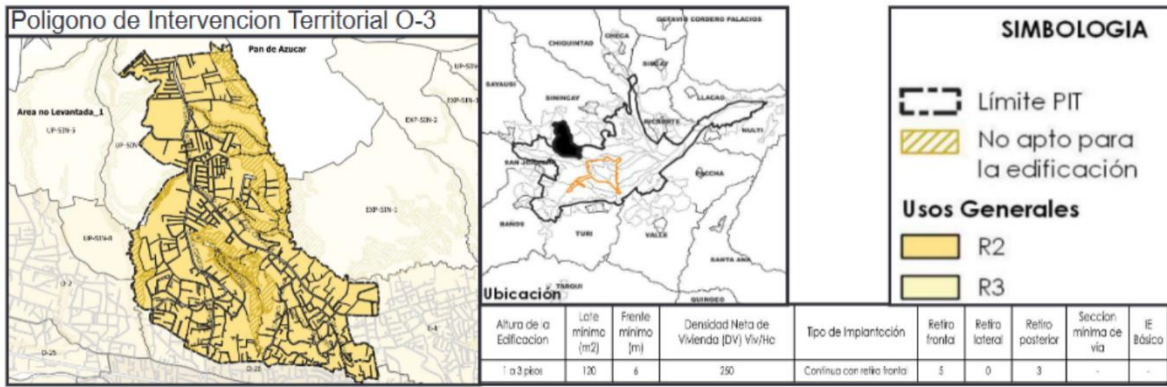 Poligono de Intervencion Territorial O-3
Pan de Azucar
Area no Levantada_1
UP-SIN-3
EXP-SIN-2
EXP-SIN-1
UP-SIN-8
O-2
O-25
OCTAVIO CORDERO PALACIOS
CHECA
CHIQUINTAD
SIDCAY
SAYAUSI
SININCAY
LLACAO
RICAURTE
NULTI
PACCHA
BAÑOS
TURI
VALLE
SANTA ANA
TARQUI
QUINGEO
Ubicación
SIMBOLOGIA
Límite PIT
No apto para
la edificación
Usos Generales
R2
R3
Altura de la Edificacion
Lote minimo (m2)
Frente minimo (m)
Densidad Neta de Vivienda (DV) Viv/Ha
Tipo de Implantación
Retiro frontal
Retiro lateral
Retiro posterior
Seccion minima de via
IE Básico
1 a 3 pisos
120
6
250
Continua con retiro frontal
5
0
3
-
-